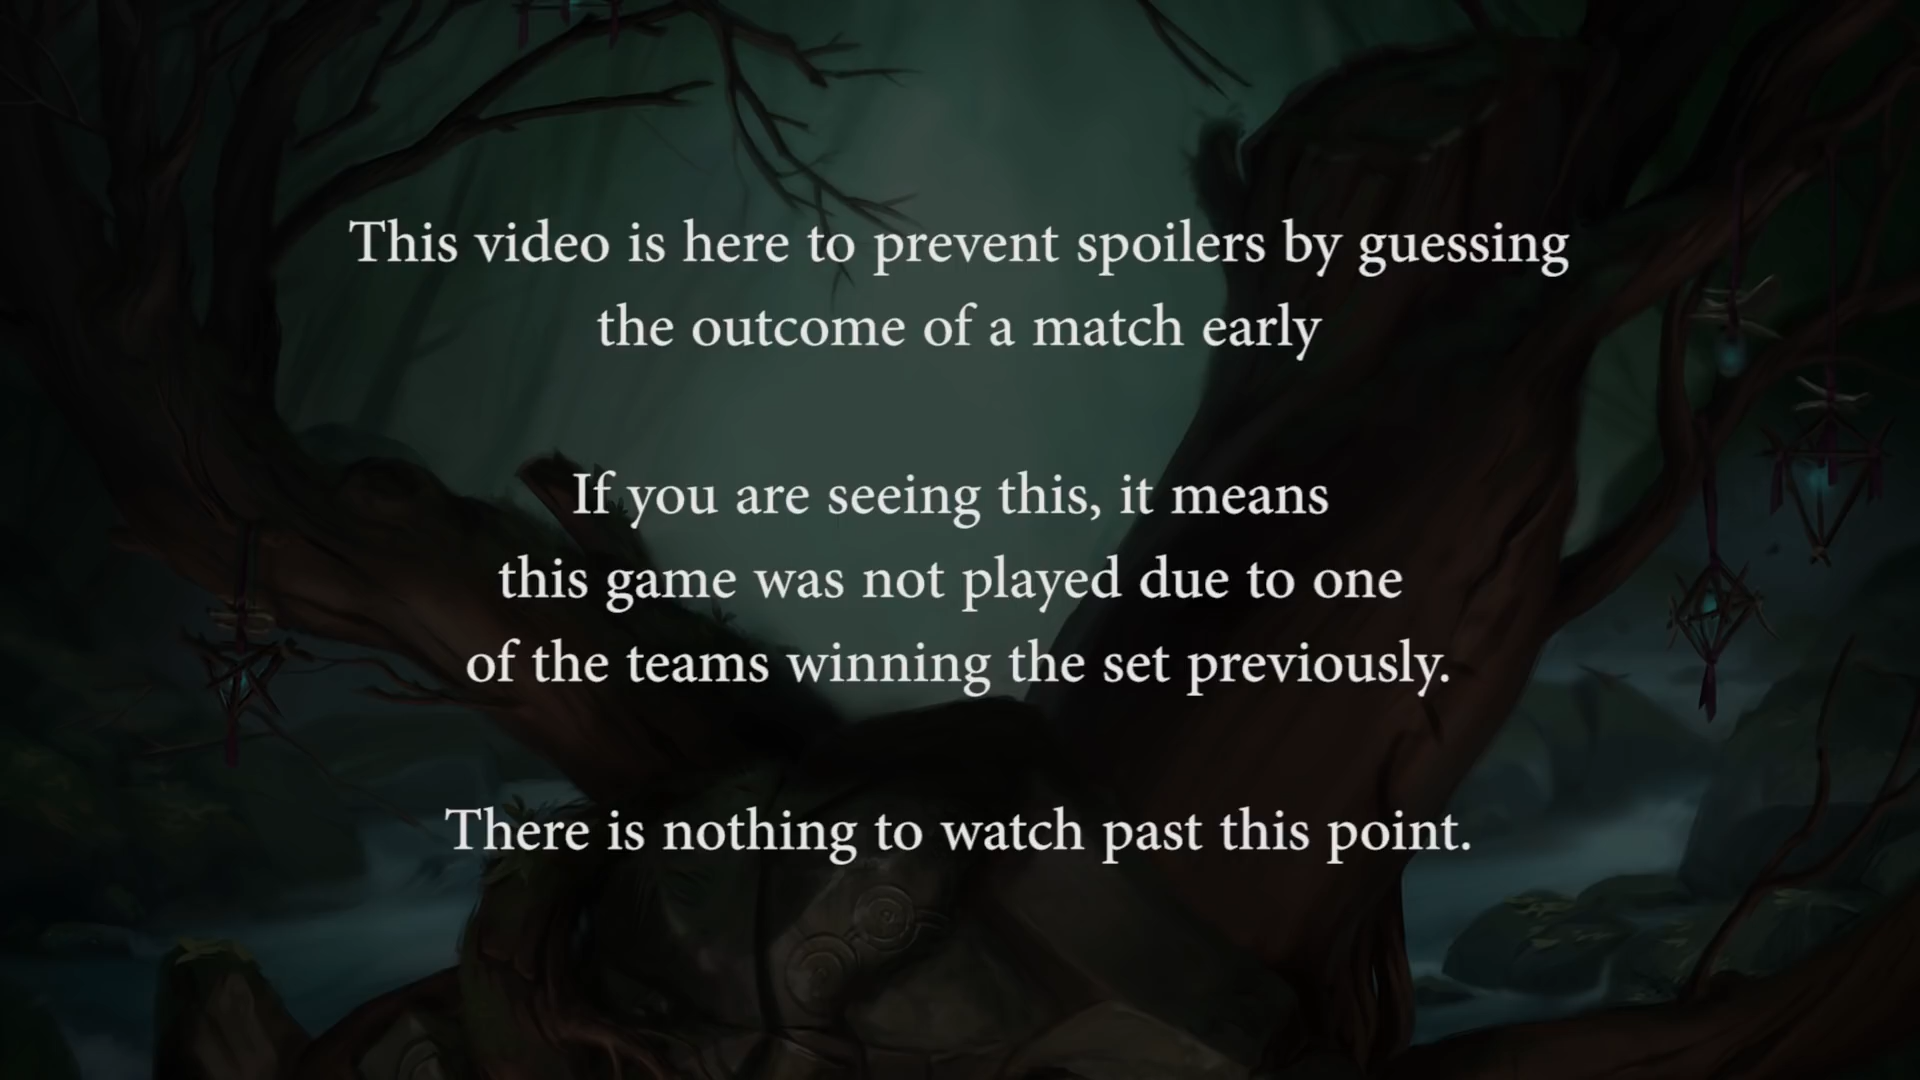 This video is here to prevent spoilers by guessing
the outcome of a match early
If you are seeing this, it means
this game was not played due to one
of the teams winning the set previously.
There is nothing to watch past this point.